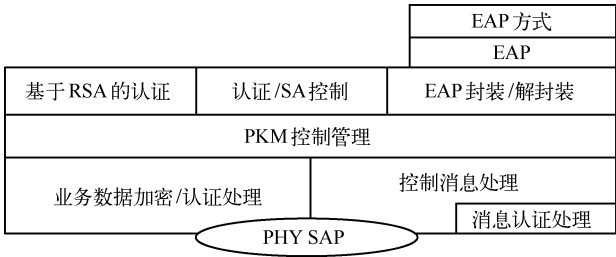 EAP方式
EAP
基于RSA的认证
认证/SA控制
EAP封装/解封装
PKM控制管理
业务数据加密/认证处理
控制消息处理
消息认证处理
PHY SAP